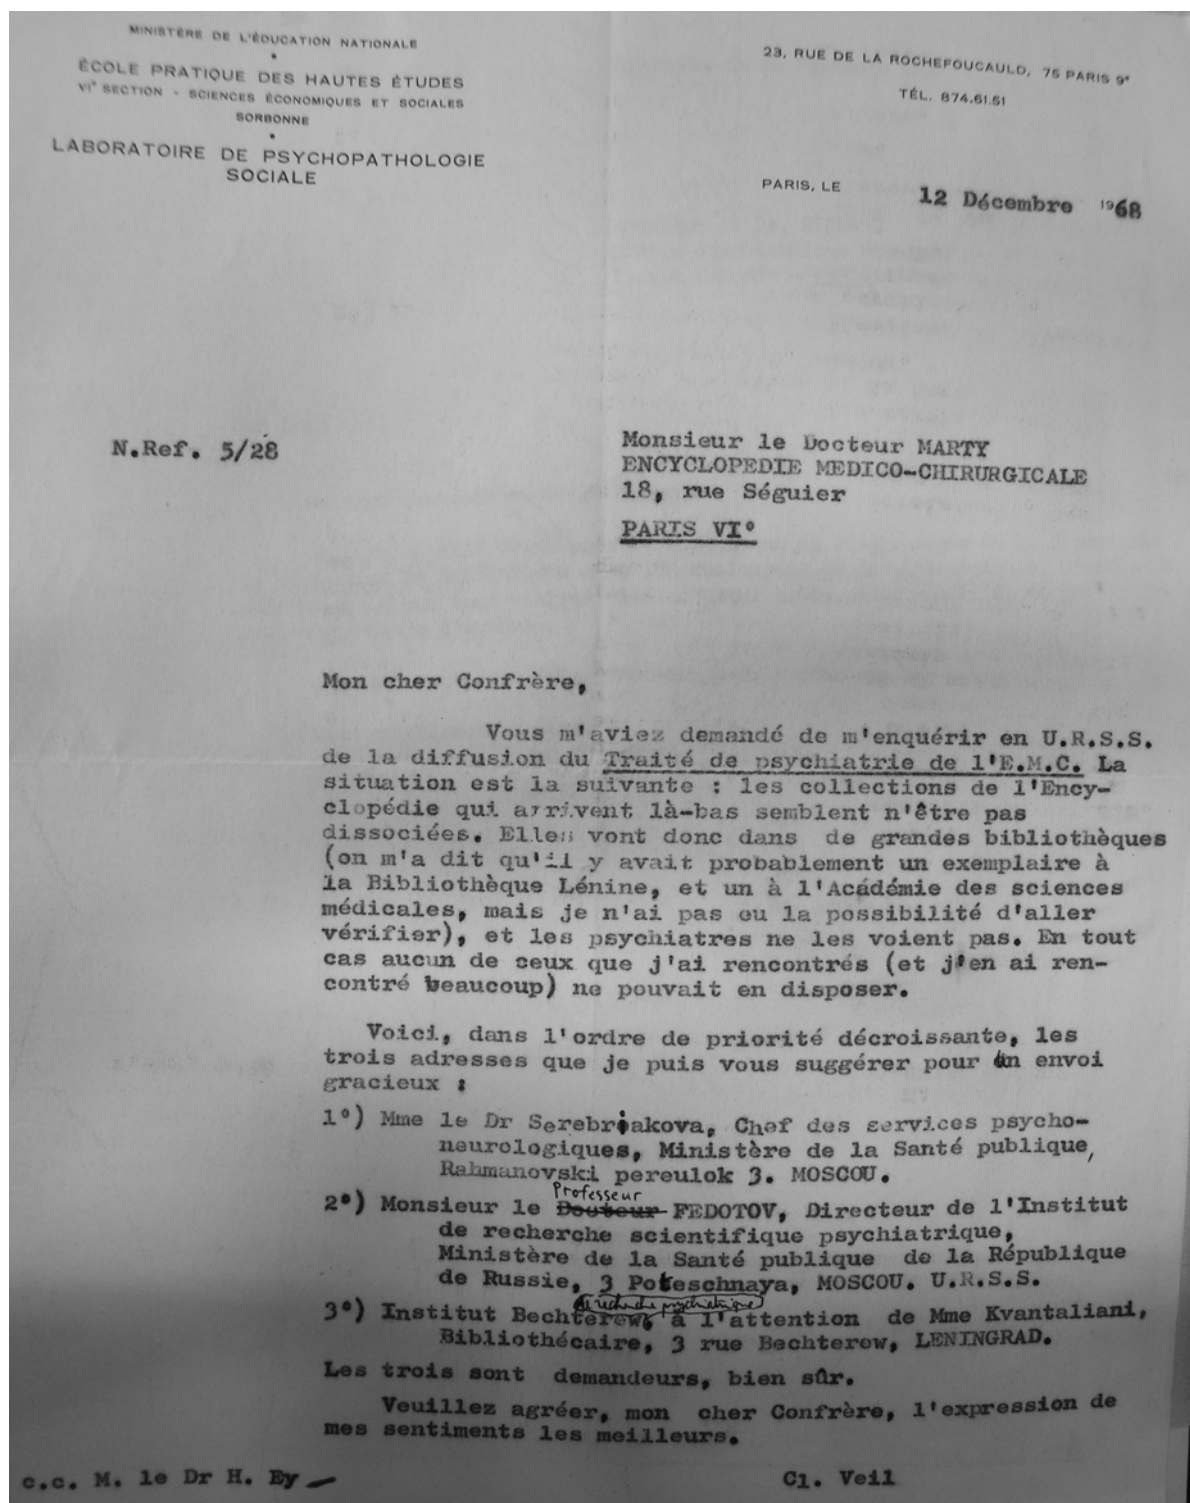 MINISTÈRE DE L'ÉDUCATION NATIONALE
ÉCOLE PRATIQUE DES HAUTES ÉTUDES
VIᵉ SECTION - SCIENCES ÉCONOMIQUES ET SOCIALES
SORBONNE
LABORATOIRE DE PSYCHOPATHOLOGIE
SOCIALE
23, RUE DE LA ROCHEFOUCAULD, 75 PARIS 9ᵉ
TÉL. 874.61.51
PARIS, LE 12 Décembre 1968
N.Ref. 5/28
Monsieur le Docteur MARTY
ENCYCLOPEDIE MEDICO-CHIRURGICALE
18, rue Séguier
PARIS VI°
Mon cher Confrère,
Vous m'aviez demandé de m'enquérir en U.R.S.S.
de la diffusion du Traité de psychiatrie de l'E.M.C. La
situation est la suivante : les collections de l'Ency-
clopédie qui arrivent là-bas semblent n'être pas
dissociées. Elles vont donc dans de grandes bibliothèques
(on m'a dit qu'il y avait probablement un exemplaire à
la Bibliothèque Lénine, et un à l'Académie des sciences
médicales, mais je n'ai pas eu la possibilité d'aller
vérifier), et les psychiatres ne les voient pas. En tout
cas aucun de ceux que j'ai rencontrés (et j'en ai ren-
contré beaucoup) ne pouvait en disposer.
Voici, dans l'ordre de priorité décroissante, les
trois adresses que je puis vous suggérer pour un envoi
gracieux :
1°) Mme le Dr Serebriakova, Chef des services psycho-
neurologiques, Ministère de la Santé publique,
Rahmanovski pereulok 3. MOSCOU.
Professeur
2°) Monsieur le Docteur FEDOTOV, Directeur de l'Institut
de recherche scientifique psychiatrique,
Ministère de la Santé publique de la République
de Russie, 3 Poteschnaya, MOSCOU. U.R.S.S.
de recherche psychiatrique
3°) Institut Bechterew, à l'attention de Mme Kvantaliani,
Bibliothécaire, 3 rue Bechterew, LENINGRAD.
Les trois sont demandeurs, bien sûr.
Veuillez agréer, mon cher Confrère, l'expression de
mes sentiments les meilleurs.
c.c. M. le Dr H. Ey
Cl. Veil